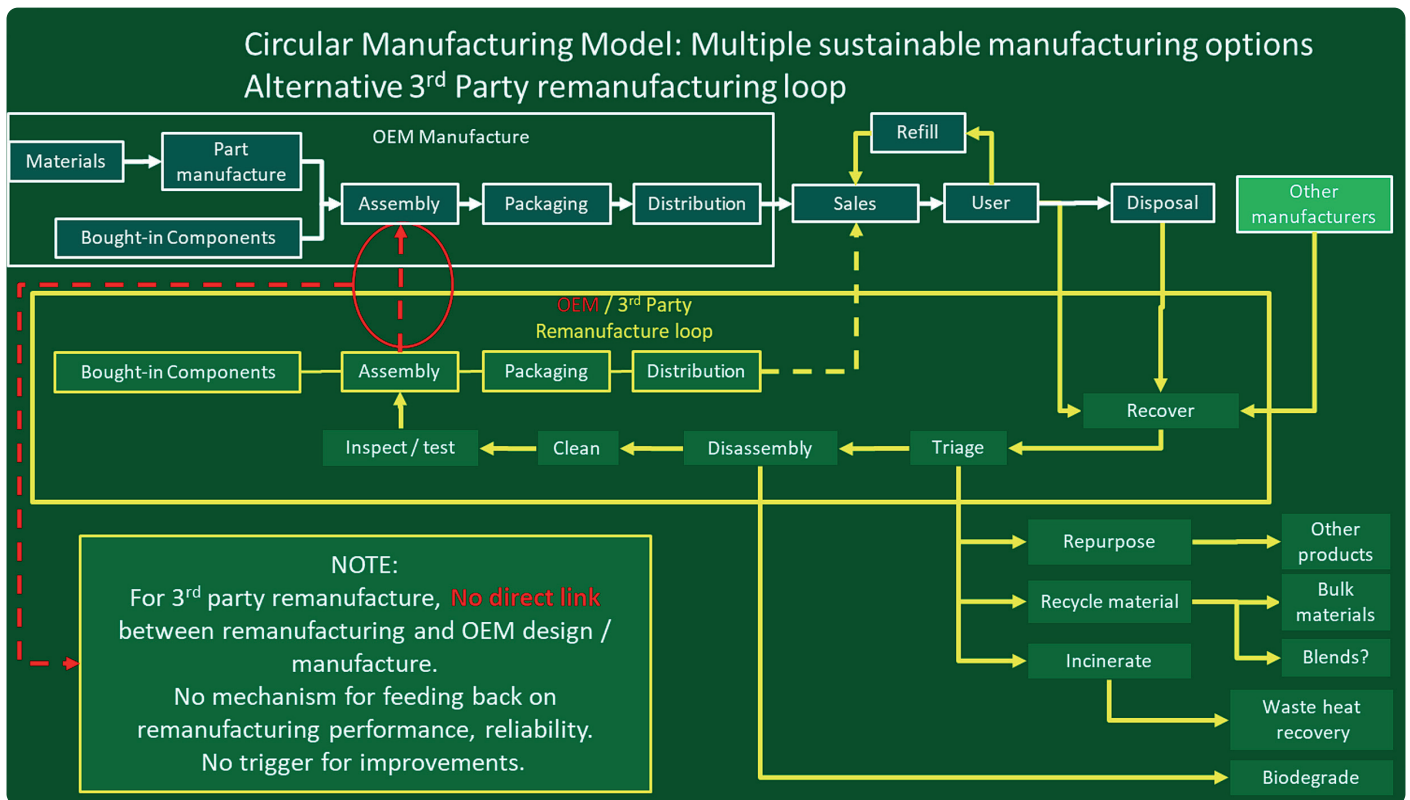 Circular Manufacturing Model: Multiple sustainable manufacturing options
Alternative 3rd Party remanufacturing loop
OEM Manufacture
Materials
Part
manufacture
Bought-in Components
Assembly
Packaging
Distribution
Refill
Sales
User
Disposal
Other
manufacturers
OEM / 3rd Party
Remanufacture loop
Bought-in Components
Assembly
Packaging
Distribution
Recover
Inspect / test
Clean
Disassembly
Triage
Repurpose
Other
products
Recycle material
Bulk
materials
Blends?
Incinerate
Waste heat
recovery
Biodegrade
NOTE:
For 3rd party remanufacture, No direct link
between remanufacturing and OEM design /
manufacture.
No mechanism for feeding back on
remanufacturing performance, reliability.
No trigger for improvements.